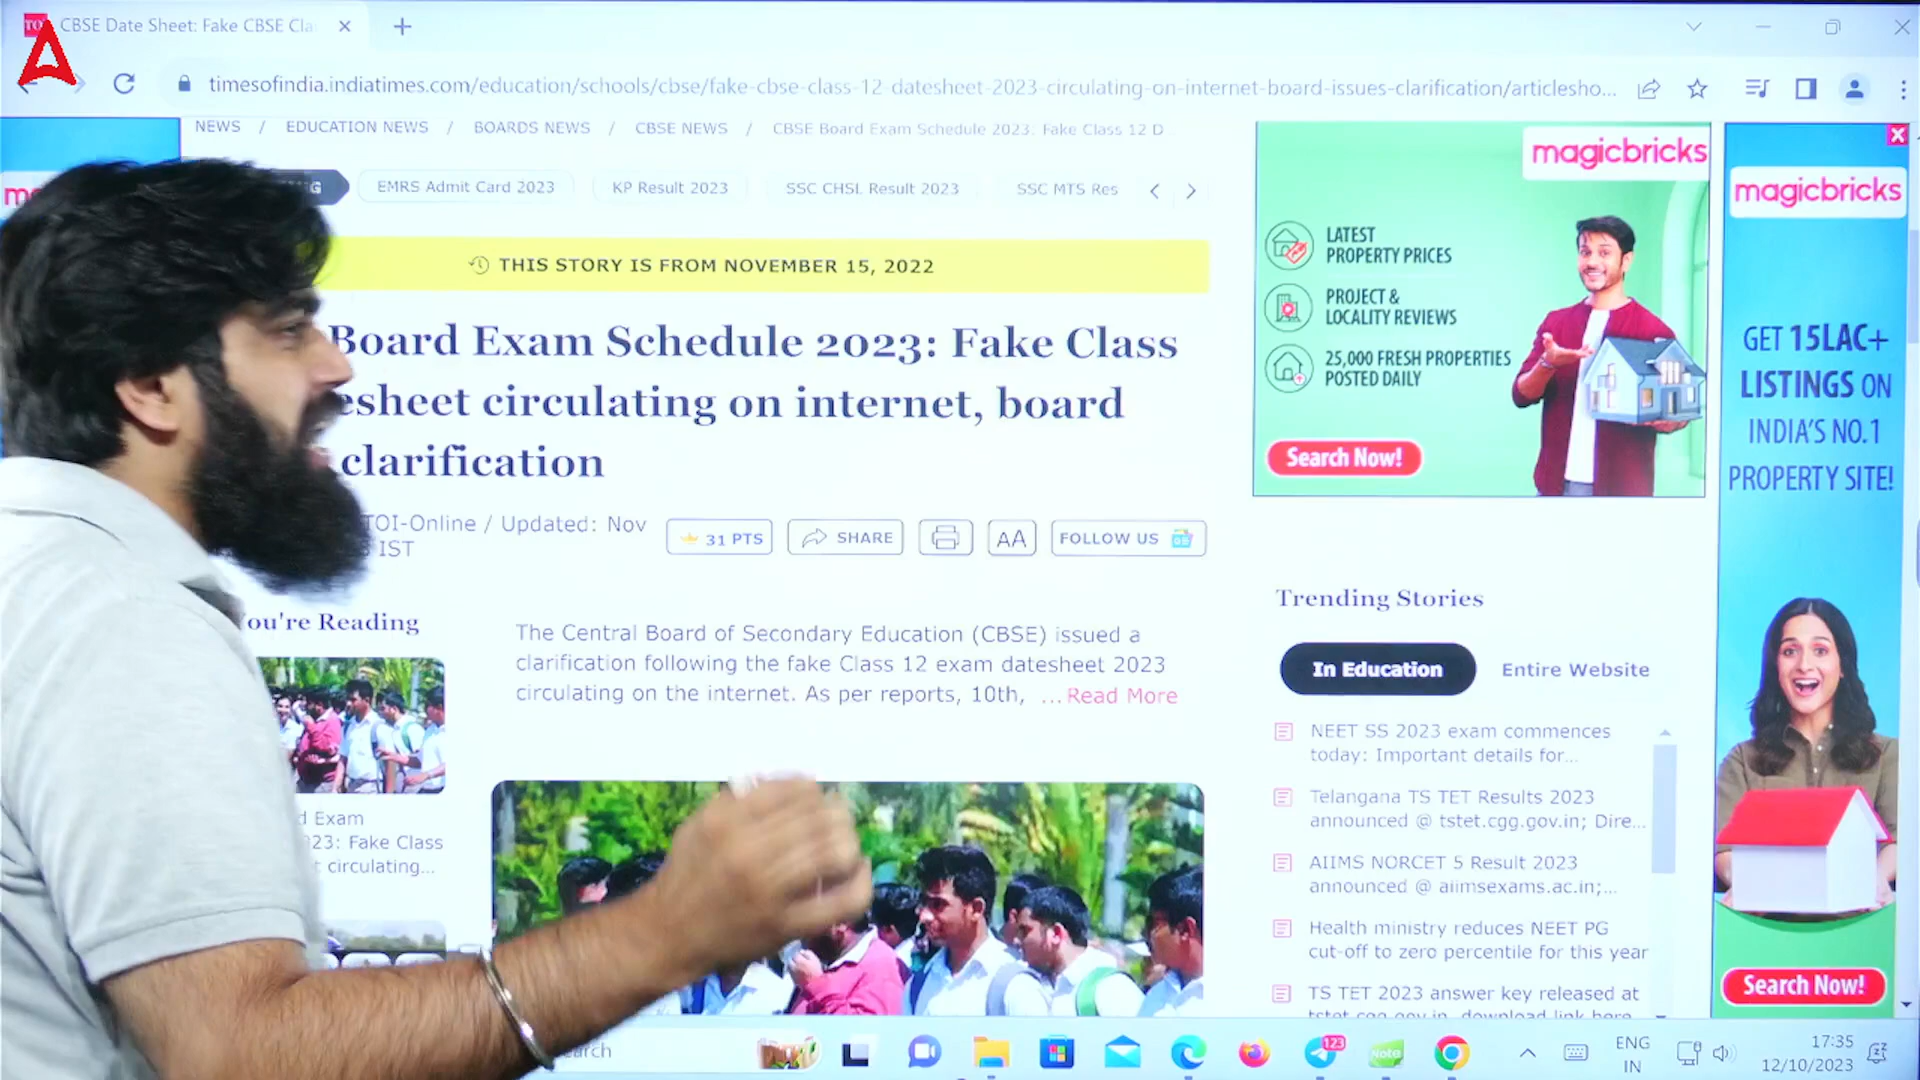 CBSE Date Sheet: Fake CBSE Cla
timesofindia.indiatimes.com/education/schools/cbse/fake-cbse-class-12-datesheet-2023-circulating-on-internet-board-issues-clarification/articlesho...
NEWS / EDUCATION NEWS / BOARDS NEWS / CBSE NEWS / CBSE Board Exam Schedule 2023: Fake Class 12 D
EMRS Admit Card 2023
KP Result 2023
SSC CHSL Result 2023
SSC MTS Res
THIS STORY IS FROM NOVEMBER 15, 2022
Board Exam Schedule 2023: Fake Class
esheet circulating on internet, board
clarification
TOI-Online / Updated: Nov
IST
31 PTS
SHARE
AA
FOLLOW US
ou're Reading
The Central Board of Secondary Education (CBSE) issued a
clarification following the fake Class 12 exam datesheet 2023
circulating on the internet. As per reports, 10th, ...Read More
d Exam
23: Fake Class
circulating...
magicbricks
LATEST
PROPERTY PRICES
PROJECT &
LOCALITY REVIEWS
25,000 FRESH PROPERTIES
POSTED DAILY
Search Now!
Trending Stories
In Education
Entire Website
NEET SS 2023 exam commences
today: Important details for...
Telangana TS TET Results 2023
announced @ tstet.cgg.gov.in; Dire...
AIIMS NORCET 5 Result 2023
announced @ aiimsexams.ac.in;...
Health ministry reduces NEET PG
cut-off to zero percentile for this year
TS TET 2023 answer key released at
tstet.cgg.gov.in, download link here
magicbricks
GET 15LAC+
LISTINGS ON
INDIA'S NO.1
PROPERTY SITE!
Search Now!
earch
123
Note
ENG
IN
17:35
12/10/2023